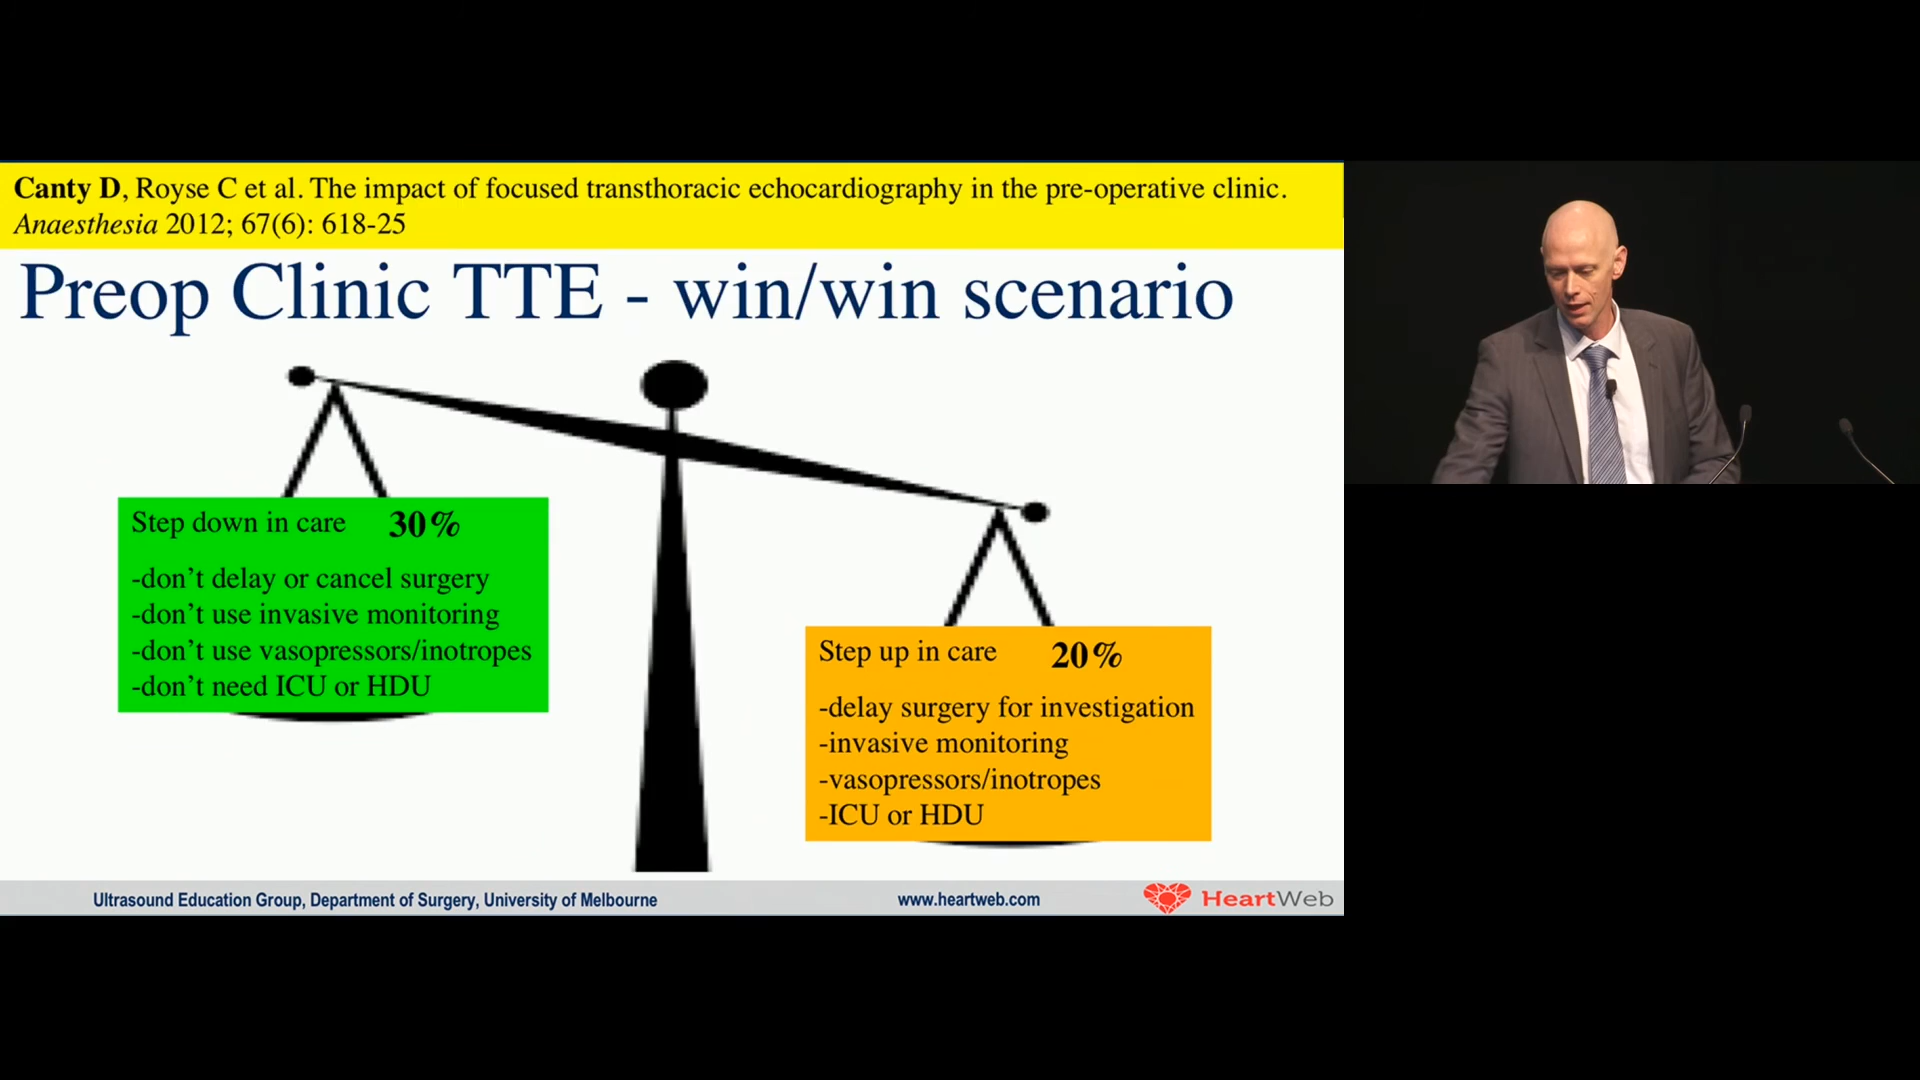 Canty D, Royse C et al. The impact of focused transthoracic echocardiography in the pre-operative clinic.
Anaesthesia 2012; 67(6): 618-25
Preop Clinic TTE - win/win scenario
Step down in care 30%
-don’t delay or cancel surgery
-don’t use invasive monitoring
-don’t use vasopressors/inotropes
-don’t need ICU or HDU
Step up in care 20%
-delay surgery for investigation
-invasive monitoring
-vasopressors/inotropes
-ICU or HDU
Ultrasound Education Group, Department of Surgery, University of Melbourne
www.heartweb.com
HeartWeb